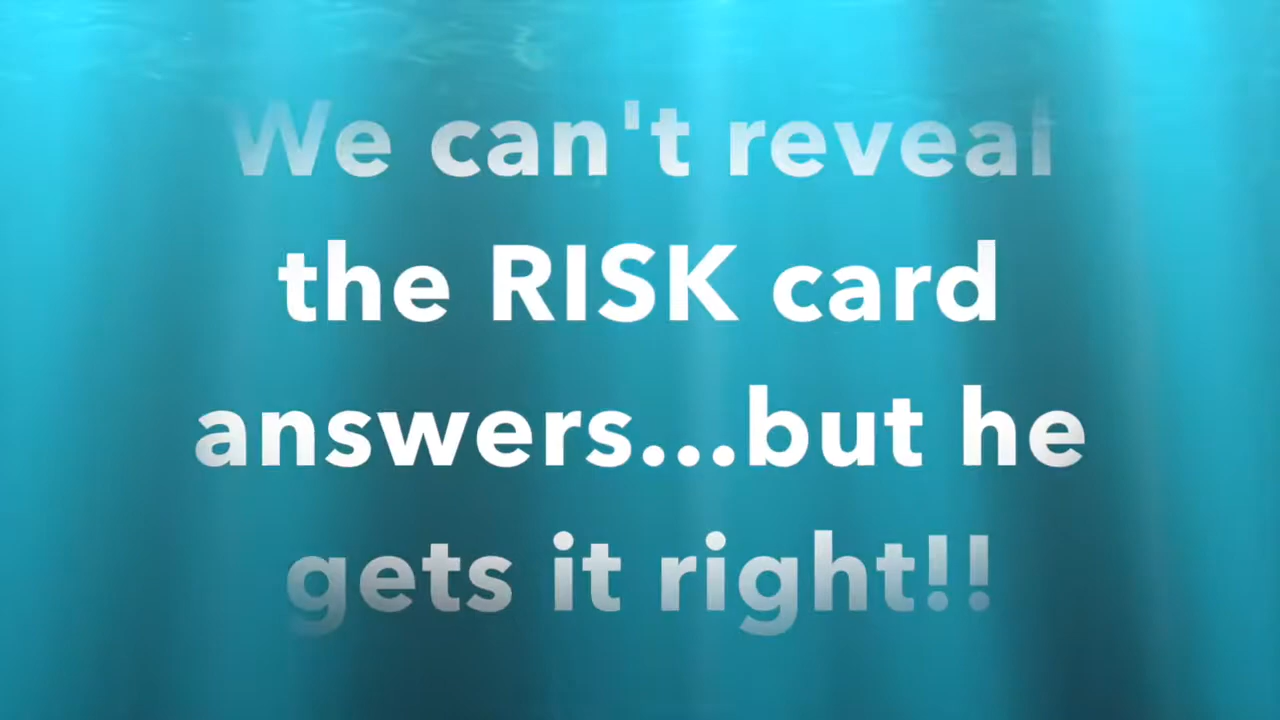 We can't reveal
the RISK card
answers...but he
gets it right!!